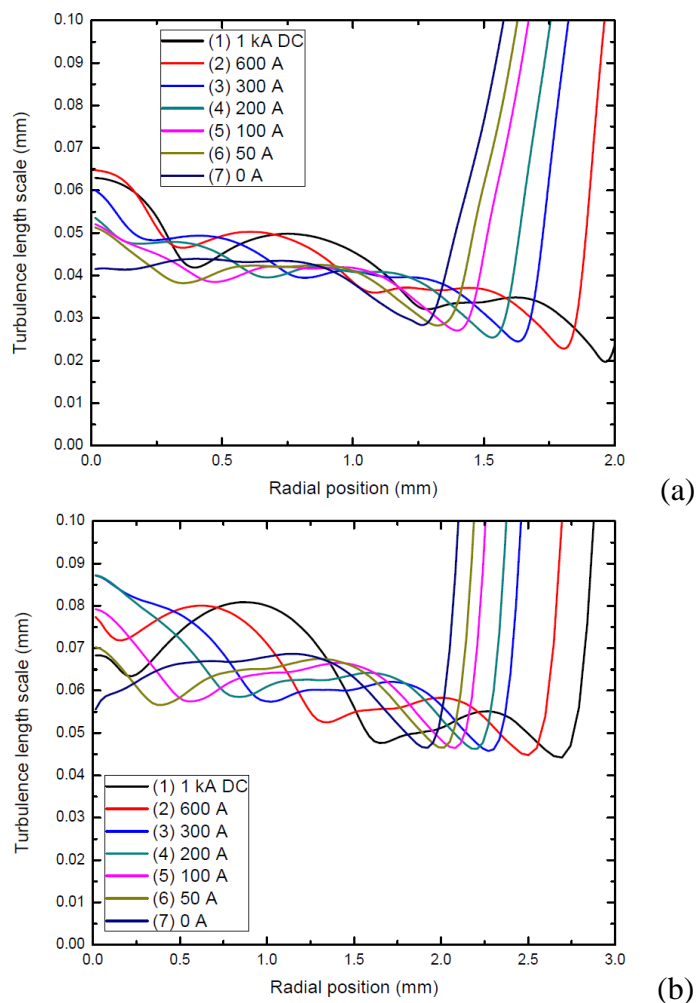 0.10
0.09
0.08
0.07
0.06
0.05
0.04
0.03
0.02
0.01
0.00
Turbulence length scale (mm)
(1) 1 kA DC
(2) 600 A
(3) 300 A
(4) 200 A
(5) 100 A
(6) 50 A
(7) 0 A
0.0 0.5 1.0 1.5 2.0
Radial position (mm)
(a)
0.10
0.09
0.08
0.07
0.06
0.05
0.04
0.03
0.02
0.01
0.00
Turbulence length scale (mm)
(1) 1 kA DC
(2) 600 A
(3) 300 A
(4) 200 A
(5) 100 A
(6) 50 A
(7) 0 A
0.0 0.5 1.0 1.5 2.0 2.5 3.0
Radial position (mm)
(b)